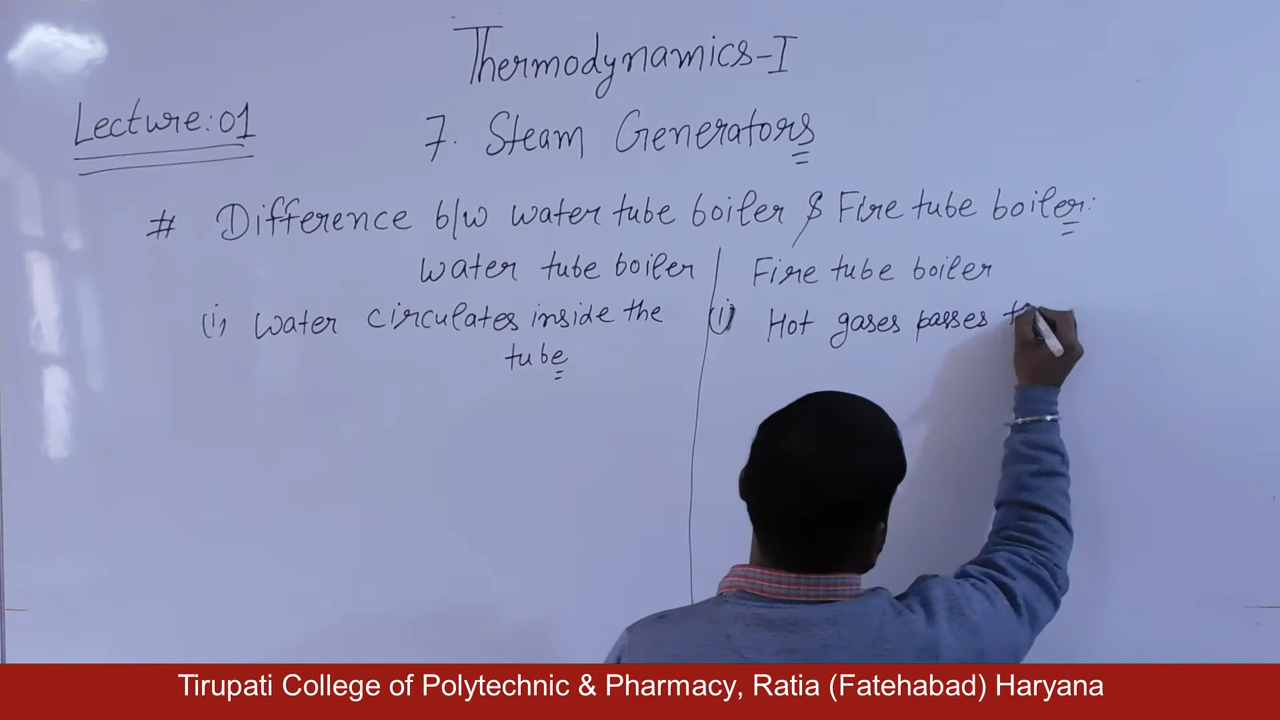 Thermodynamics-I
Lecture: 01
7. Steam Generators
# Difference b/w water tube boiler & Fire tube boiler:
water tube boiler Fire tube boiler
(i) water circulates inside the tube
(i) Hot gases passes
Tirupati College of Polytechnic & Pharmacy, Ratia (Fatehabad) Haryana